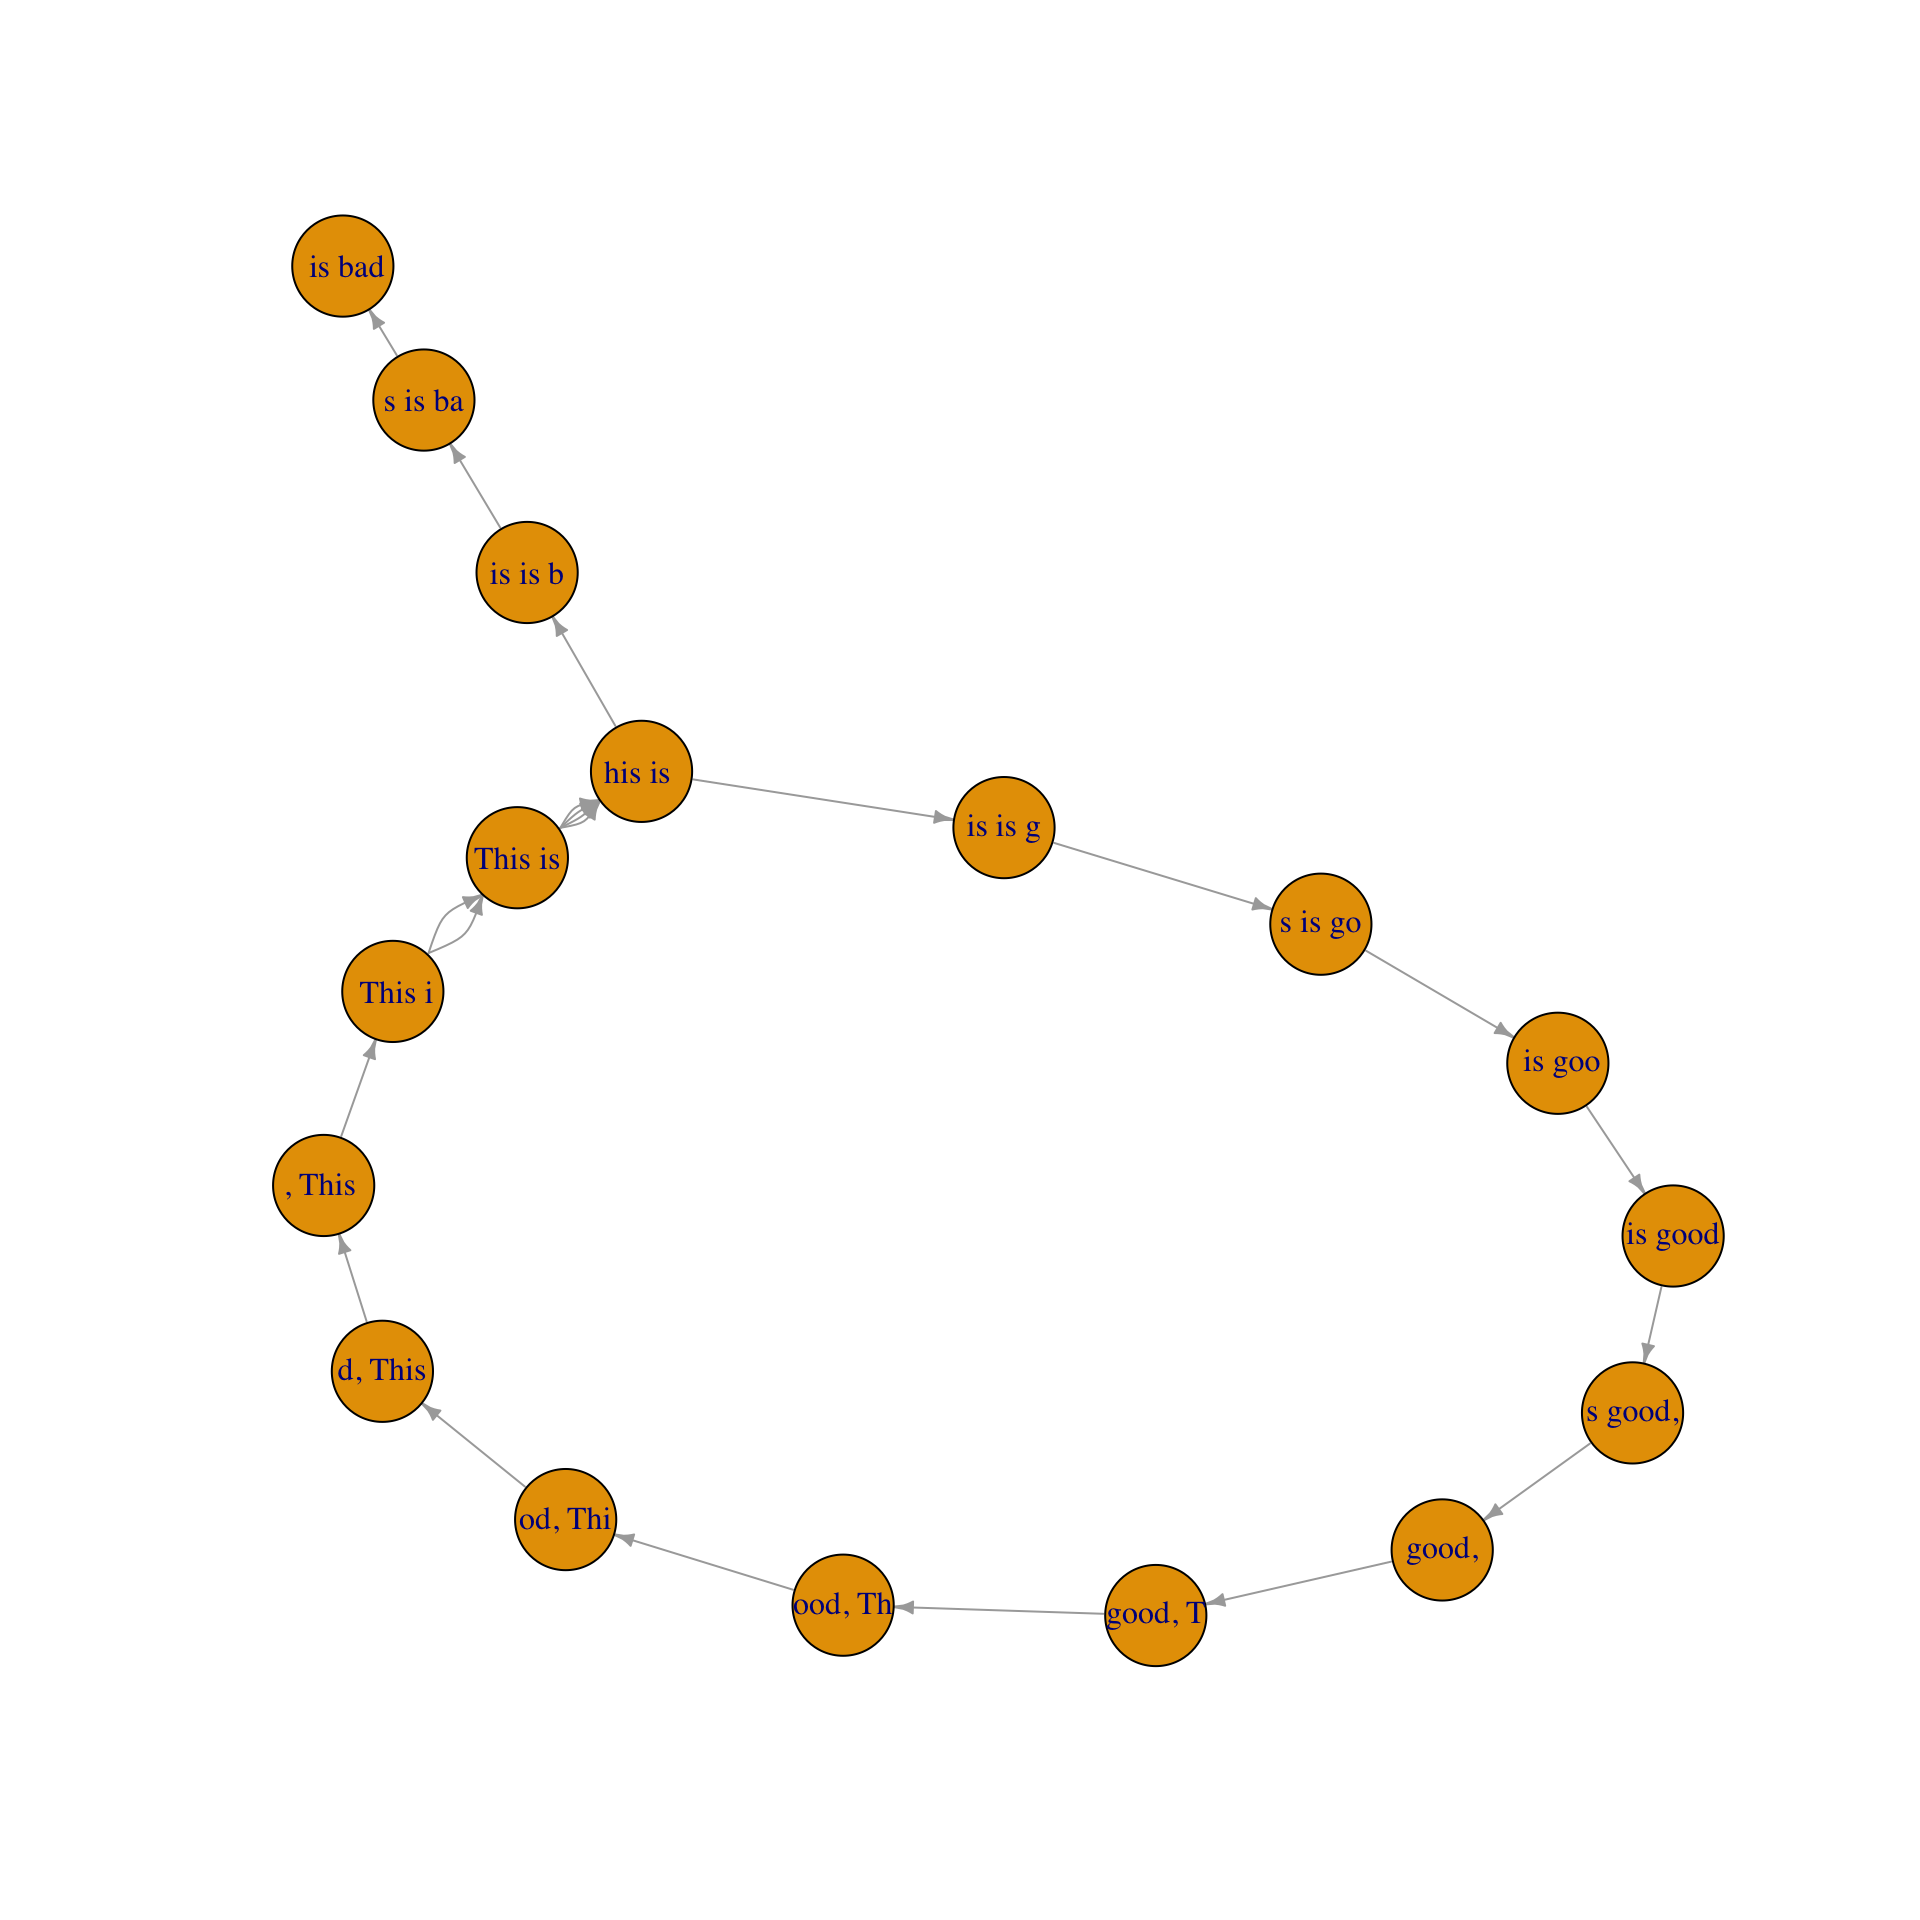 is bad
s is ba
is is b
his is
is is g
This is
s is go
This i
is goo
, This
is good
d, This
s good,
od, Thi
good,
ood, Th
good, T